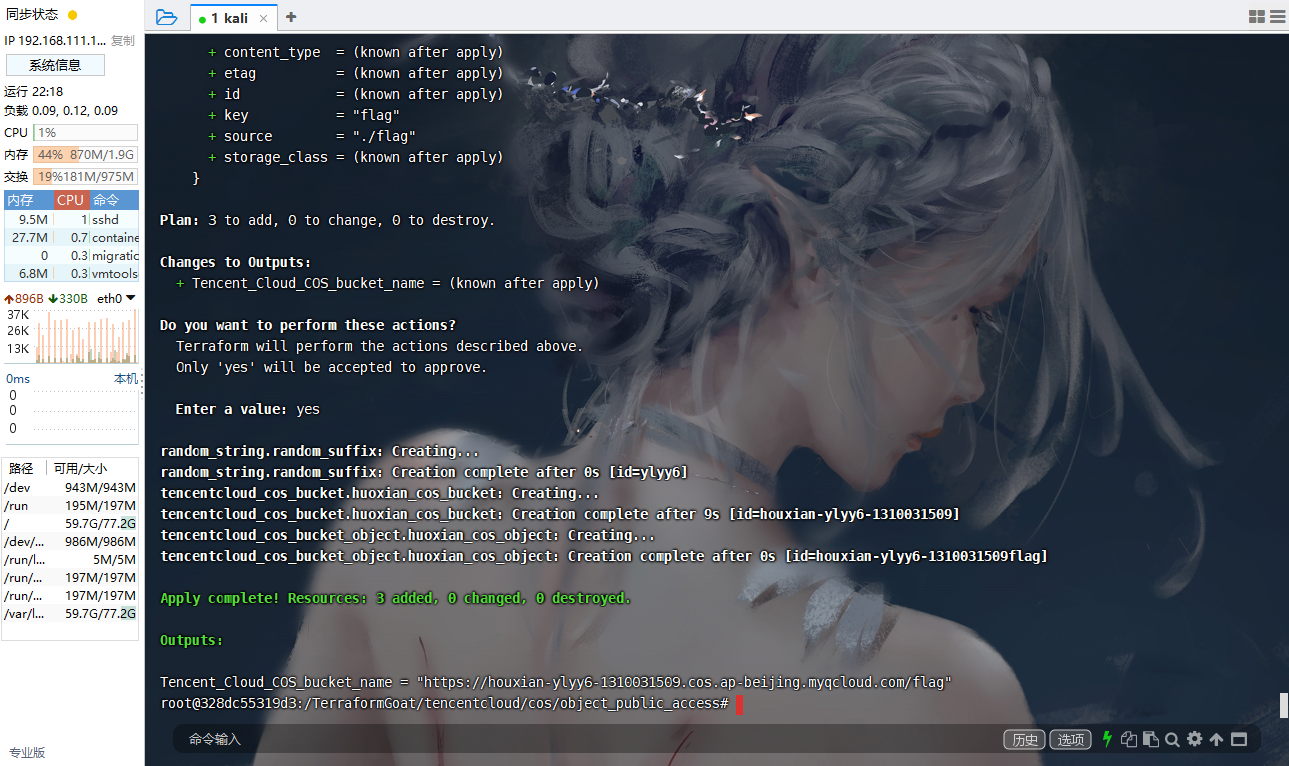 同步状态
IP 192.168.111.1... 复制
系统信息
运行 22:18
负载 0.09, 0.12, 0.09
CPU 1%
内存 44% 870M/1.9G
交换 19% 181M/975M
内存 CPU 命令
9.5M 1 sshd
27.7M 0.7 containe
0 0.3 migratic
6.8M 0.3 vmtools
896B 330B eth0
37K
26K
13K
0ms 本机
0
0
0
路径 可用/大小
/dev 943M/943M
/run 195M/197M
/ 59.7G/77.2G
/dev/... 986M/986M
/run/l... 5M/5M
/run/... 197M/197M
/run/... 197M/197M
/var/l... 59.7G/77.2G
专业版
1 kali
+ content_type  = (known after apply)
+ etag          = (known after apply)
+ id            = (known after apply)
+ key           = "flag"
+ source        = "./flag"
+ storage_class = (known after apply)
}
Plan: 3 to add, 0 to change, 0 to destroy.
Changes to Outputs:
+ Tencent_Cloud_COS_bucket_name = (known after apply)
Do you want to perform these actions?
Terraform will perform the actions described above.
Only 'yes' will be accepted to approve.
Enter a value: yes
random_string.random_suffix: Creating...
random_string.random_suffix: Creation complete after 0s [id=ylyy6]
tencentcloud_cos_bucket.huoxian_cos_bucket: Creating...
tencentcloud_cos_bucket.huoxian_cos_bucket: Creation complete after 9s [id=houxian-ylyy6-1310031509]
tencentcloud_cos_bucket_object.huoxian_cos_object: Creating...
tencentcloud_cos_bucket_object.huoxian_cos_object: Creation complete after 0s [id=houxian-ylyy6-1310031509flag]
Apply complete! Resources: 3 added, 0 changed, 0 destroyed.
Outputs:
Tencent_Cloud_COS_bucket_name = "https://houxian-ylyy6-1310031509.cos.ap-beijing.myqcloud.com/flag"
root@328dc55319d3:/TerraformGoat/tencentcloud/cos/object_public_access#
命令输入
历史 选项